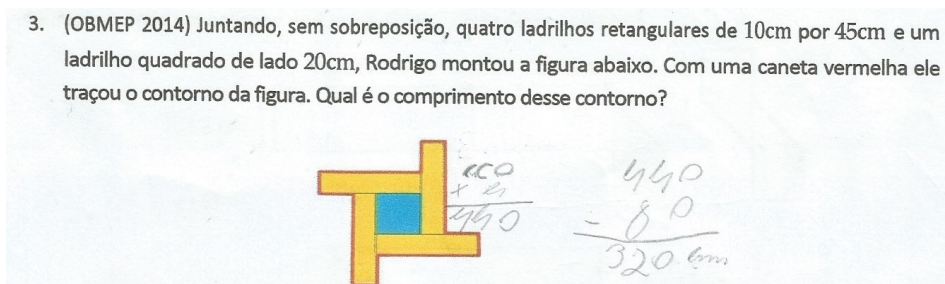 3. (OBMEP 2014) Juntando, sem sobreposição, quatro ladrilhos retangulares de 10cm por 45cm e um
ladrilho quadrado de lado 20cm, Rodrigo montou a figura abaixo. Com uma caneta vermelha ele
traçou o contorno da figura. Qual é o comprimento desse contorno?
110
x 4
440
440
- 80
320 cm